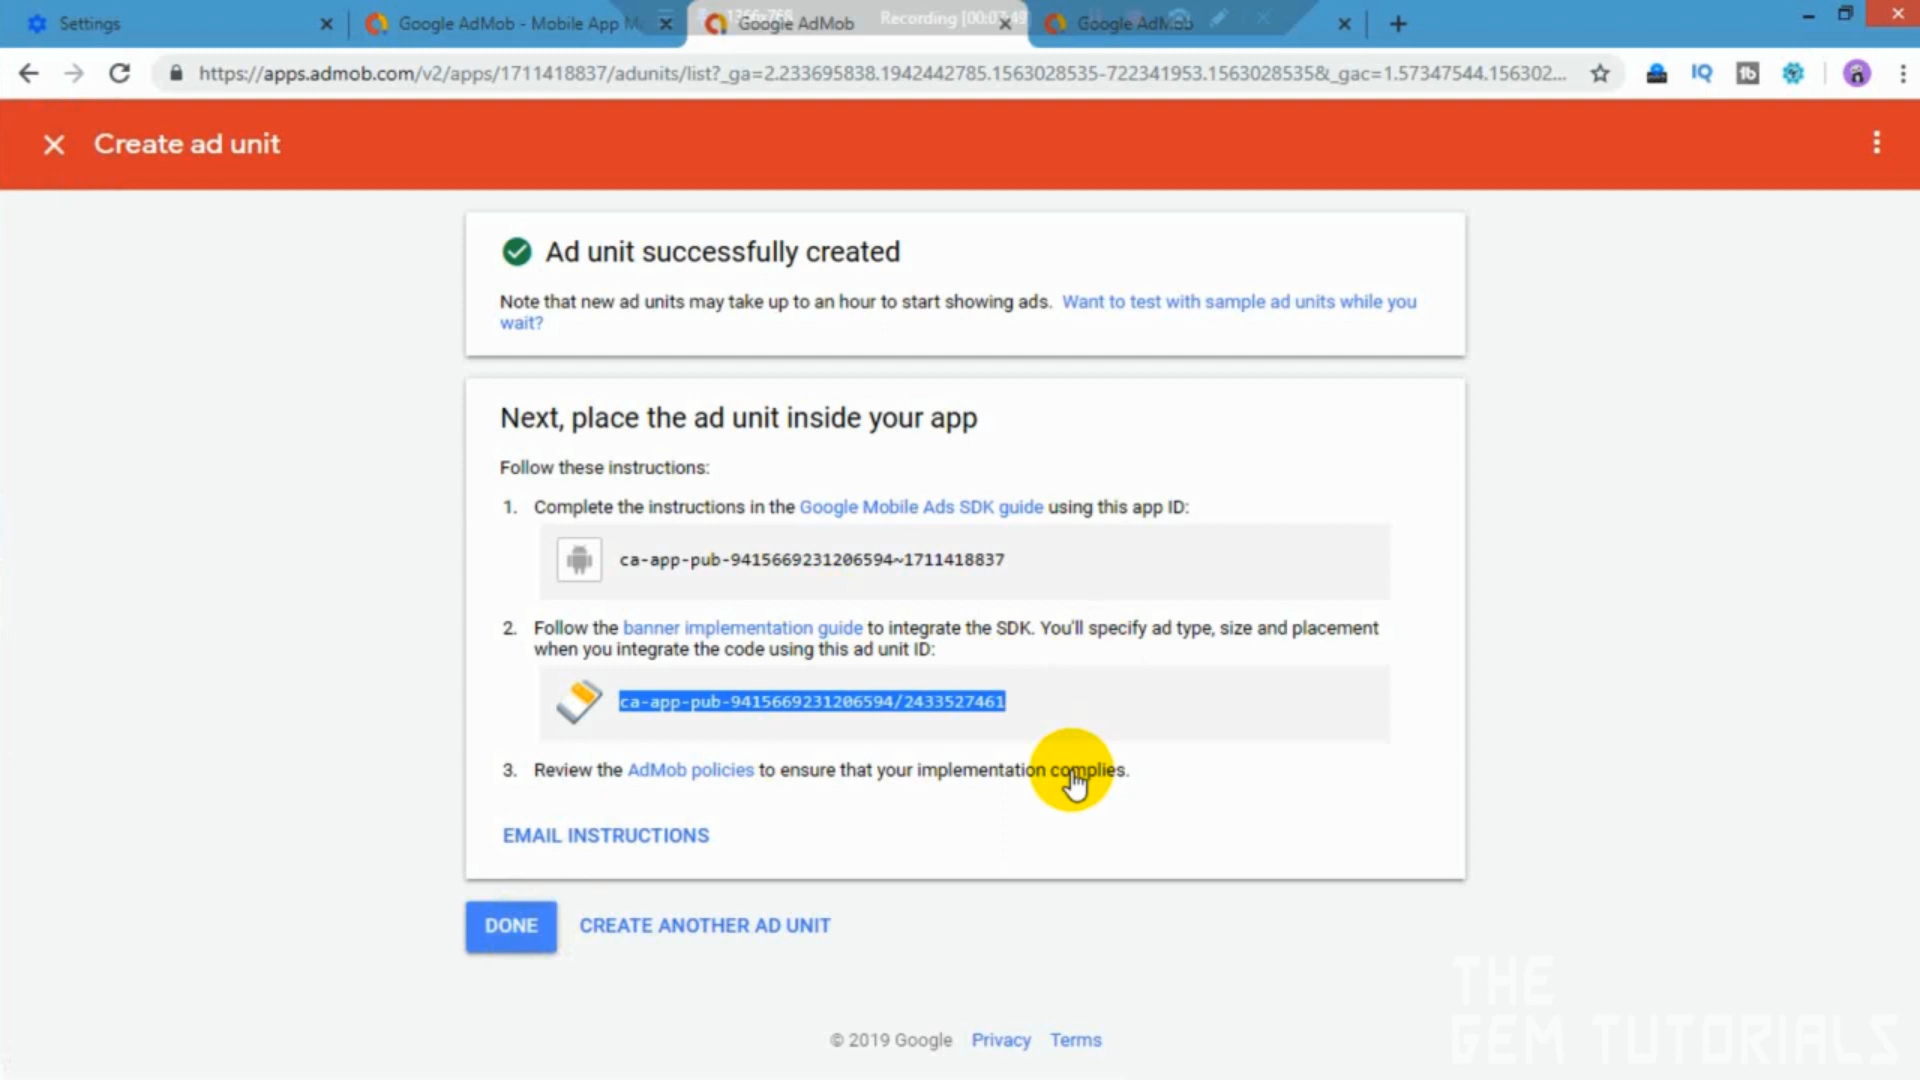 Settings
Google AdMob - Mobile App M
Google AdMob
Recording [00:07:49]
Google AdMob
https://apps.admob.com/v2/apps/1711418837/adunits/list?_ga=2.233695838.1942442785.1563028535-722341953.1563028535&_gac=1.57347544.156302...
IQ
Create ad unit
Ad unit successfully created
Note that new ad units may take up to an hour to start showing ads. Want to test with sample ad units while you
wait?
Next, place the ad unit inside your app
Follow these instructions:
1. Complete the instructions in the Google Mobile Ads SDK guide using this app ID:
ca-app-pub-9415669231206594~1711418837
2. Follow the banner implementation guide to integrate the SDK. You'll specify ad type, size and placement
when you integrate the code using this ad unit ID:
ca-app-pub-9415669231206594/2433527461
3. Review the AdMob policies to ensure that your implementation complies.
EMAIL INSTRUCTIONS
DONE
CREATE ANOTHER AD UNIT
© 2019 Google Privacy Terms
THE
GEM TUTORIALS